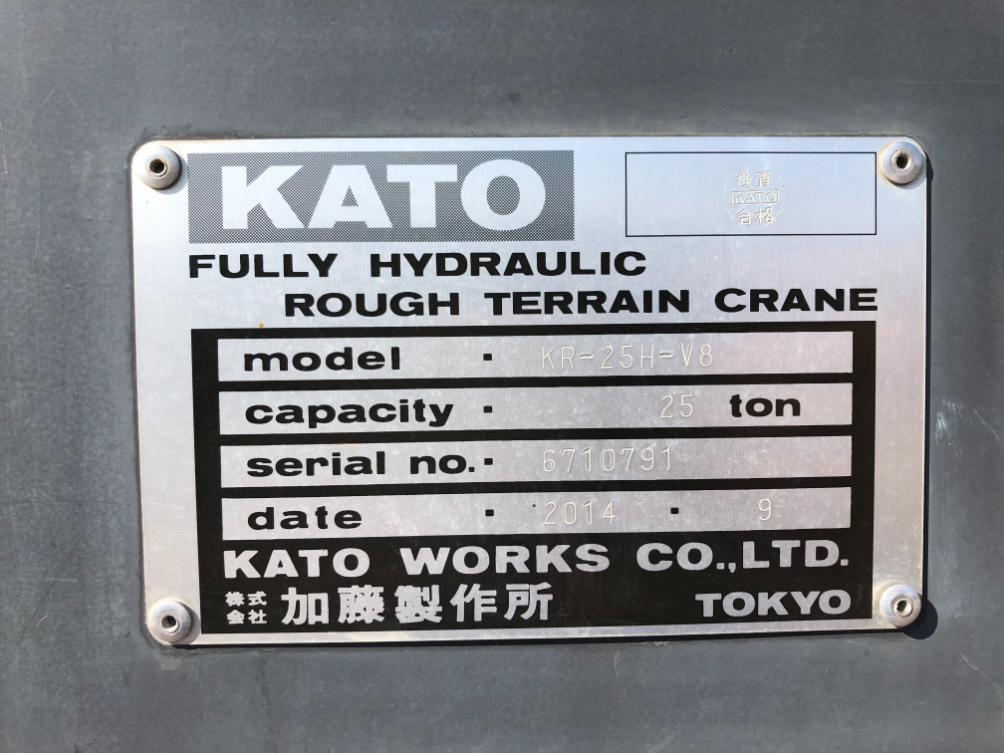 KATO
検査
KATO
合格
FULLY HYDRAULIC
ROUGH TERRAIN CRANE
model · KR-25H-V8
capacity · 25 ton
serial no. · 6710791
date · 2014 · 9
KATO WORKS CO.,LTD.
株式会社 加藤製作所 TOKYO